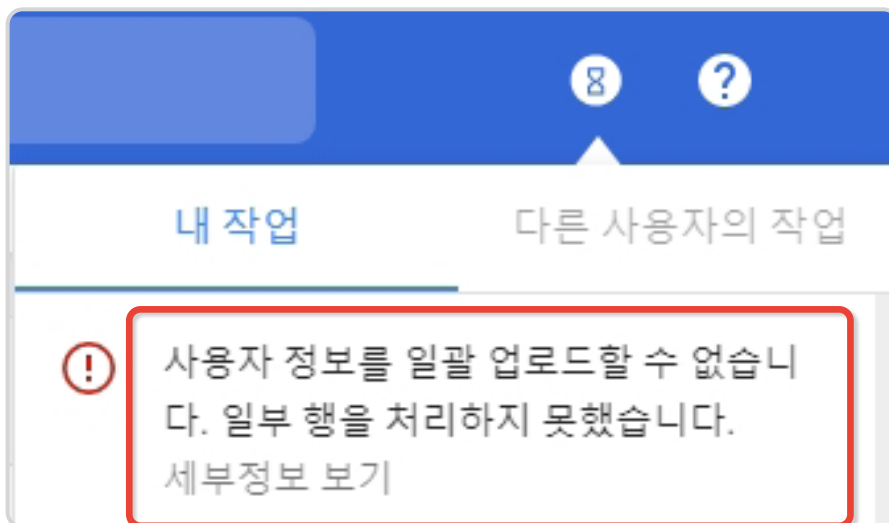 내 작업
다른 사용자의 작업
사용자 정보를 일괄 업로드할 수 없습니
다. 일부 행을 처리하지 못했습니다.
세부정보 보기